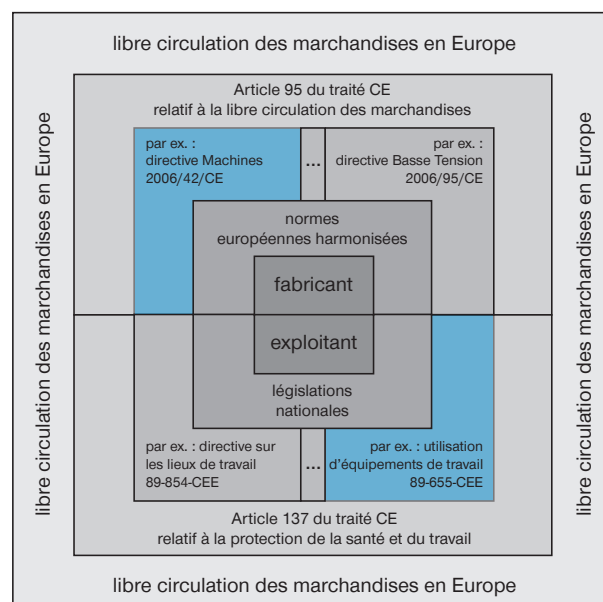 libre circulation des marchandises en Europe
libre circulation des marchandises en Europe
Article 95 du traité CE
relatif à la libre circulation des marchandises
par ex. :
directive Machines
2006/42/CE
...
par ex. :
directive Basse Tension
2006/95/CE
normes
européennes harmonisées
fabricant
exploitant
législations
nationales
par ex. : directive sur
les lieux de travail
89-854-CEE
...
par ex. : utilisation
d'équipements de travail
89-655-CEE
Article 137 du traité CE
relatif à la protection de la santé et du travail
libre circulation des marchandises en Europe
libre circulation des marchandises en Europe